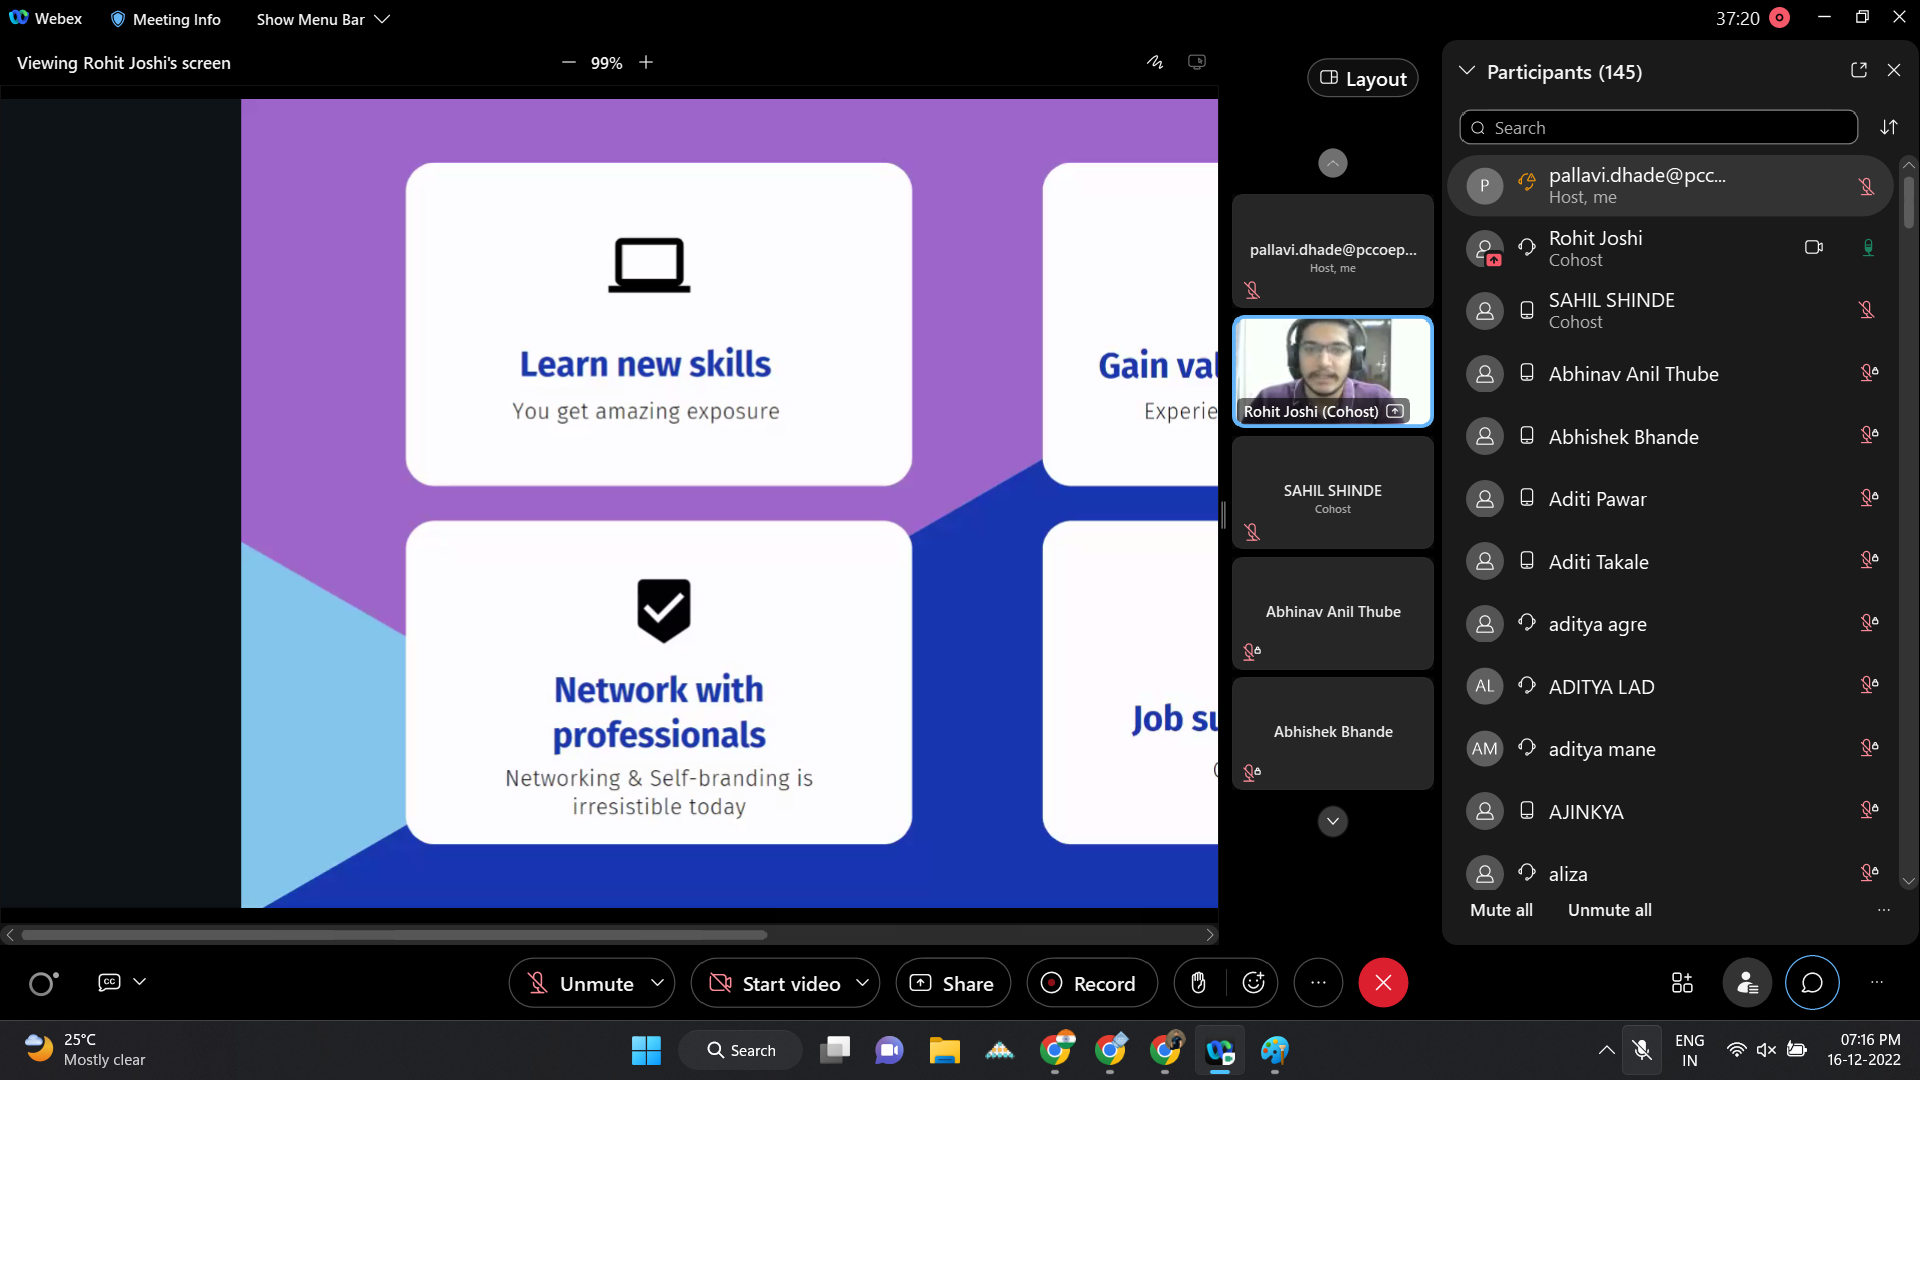 Webex
Meeting Info
Show Menu Bar
37:20
Viewing Rohit Joshi's screen
99%
Layout
Learn new skills
You get amazing exposure
Gain val
Experie
Network with
professionals
Networking & Self-branding is
irresistible today
Job su
pallavi.dhade@pccoep...
Host, me
Rohit Joshi (Cohost)
SAHIL SHINDE
Cohost
Abhinav Anil Thube
Abhishek Bhande
Participants (145)
Search
P
pallavi.dhade@pcc...
Host, me
Rohit Joshi
Cohost
SAHIL SHINDE
Cohost
Abhinav Anil Thube
Abhishek Bhande
Aditi Pawar
Aditi Takale
aditya agre
AL
ADITYA LAD
AM
aditya mane
AJINKYA
aliza
Mute all
Unmute all
CC
Unmute
Start video
Share
Record
25°C
Mostly clear
Search
ENG
IN
07:16 PM
16-12-2022